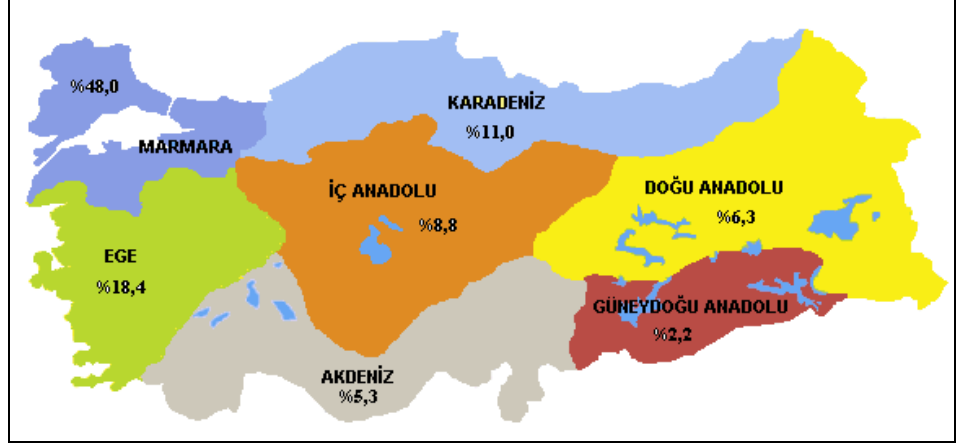 %48,0
MARMARA
KARADENİZ
%11,0
İÇ ANADOLU
%8,8
DOĞU ANADOLU
%6,3
EGE
%18,4
GÜNEYDOĞU ANADOLU
%2,2
AKDENİZ
%5,3